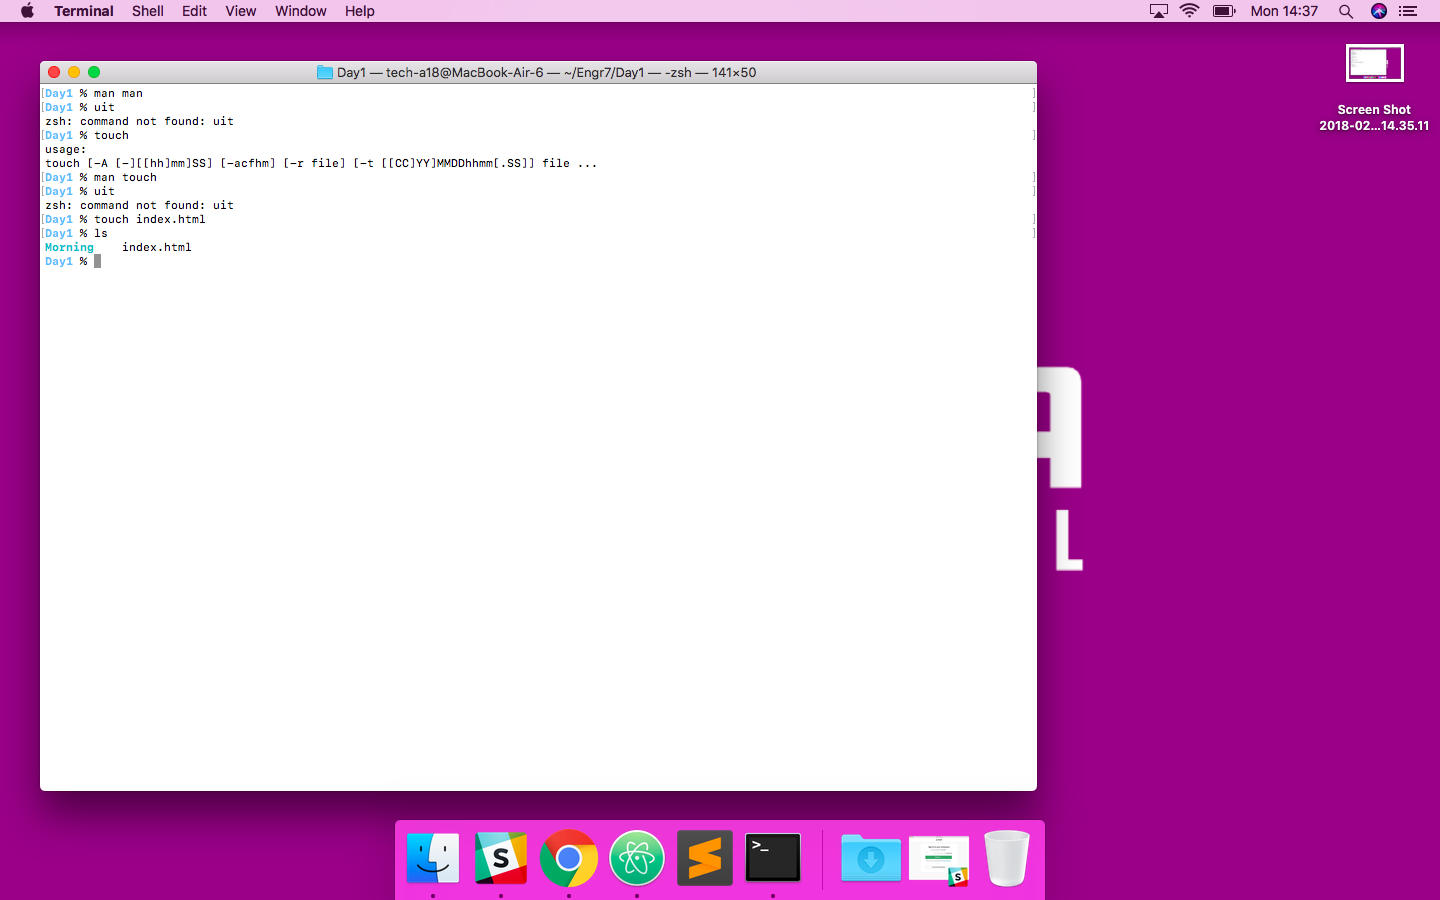 Terminal Shell Edit View Window Help Mon 14:37
Day1 — tech-a18@MacBook-Air-6 — ~/Engr7/Day1 — -zsh — 141×50
[Day1 % man man ]
[Day1 % uit ]
zsh: command not found: uit
[Day1 % touch ]
usage:
touch [-A [-][[hh]mm]SS] [-acfhm] [-r file] [-t [[CC]YY]MMDDhhmm[.SS]] file ...
[Day1 % man touch ]
[Day1 % uit ]
zsh: command not found: uit
[Day1 % touch index.html ]
[Day1 % ls ]
Morning index.html
Day1 %
Screen Shot
2018-02...14.35.11
A
L
S
>_
S